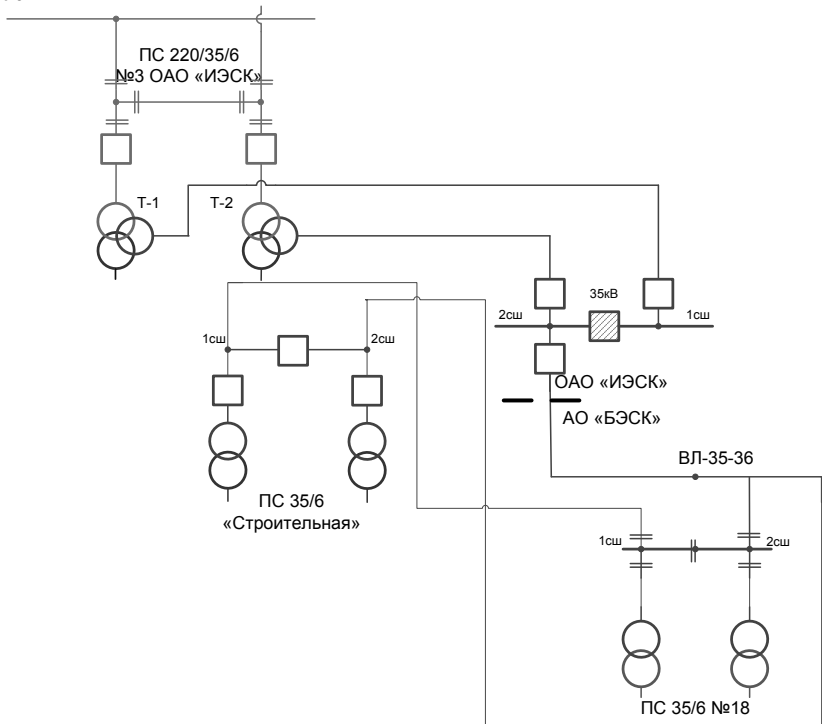 ПС 220/35/6
№3 ОАО «ИЭСК»
Т-1
Т-2
35кВ
2сш
1сш
1сш
2сш
ОАО «ИЭСК»
АО «БЭСК»
ВЛ-35-36
ПС 35/6
«Строительная»
1сш
2сш
ПС 35/6 №18